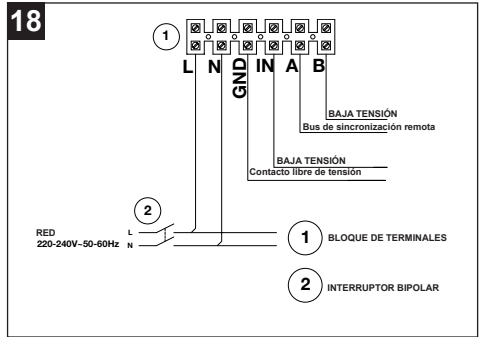 18
1
L N GND IN A B
BAJA TENSIÓN
Bus de sincronización remota
BAJA TENSIÓN
Contacto libre de tensión
2
RED L
220-240V~50-60Hz N
1 BLOQUE DE TERMINALES
2 INTERRUPTOR BIPOLAR